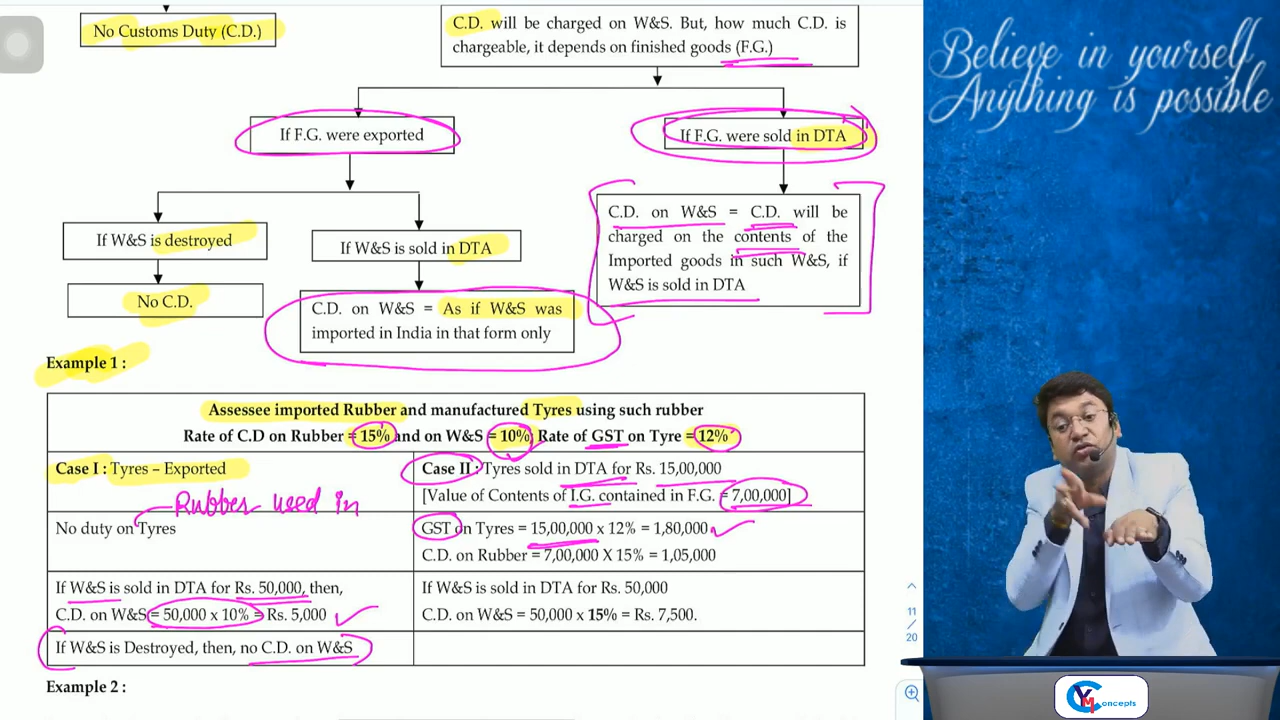 No Customs Duty (C.D.)
C.D. will be charged on W&S. But, how much C.D. is
chargeable, it depends on finished goods (F.G.)
If F.G. were exported
If F.G. were sold in DTA
If W&S is destroyed
If W&S is sold in DTA
C.D. on W&S = C.D. will be
charged on the contents of the
Imported goods in such W&S, if
W&S is sold in DTA
No C.D.
C.D. on W&S = As if W&S was
imported in India in that form only
Example 1 :
Assessee imported Rubber and manufactured Tyres using such rubber
Rate of C.D on Rubber = 15% and on W&S = 10% Rate of GST on Tyre = 12%
Case I : Tyres – Exported
Rubber used in
No duty on Tyres
Case II : Tyres sold in DTA for Rs. 15,00,000
[Value of Contents of I.G. contained in F.G. = 7,00,000]
GST on Tyres = 15,00,000 x 12% = 1,80,000
C.D. on Rubber = 7,00,000 X 15% = 1,05,000
If W&S is sold in DTA for Rs. 50,000, then,
C.D. on W&S = 50,000 x 10% = Rs. 5,000
If W&S is sold in DTA for Rs. 50,000
C.D. on W&S = 50,000 x 15% = Rs. 7,500.
If W&S is Destroyed, then, no C.D. on W&S
Example 2 :
11
/
20
Believe in yourself
Anything is possible
YM Concepts